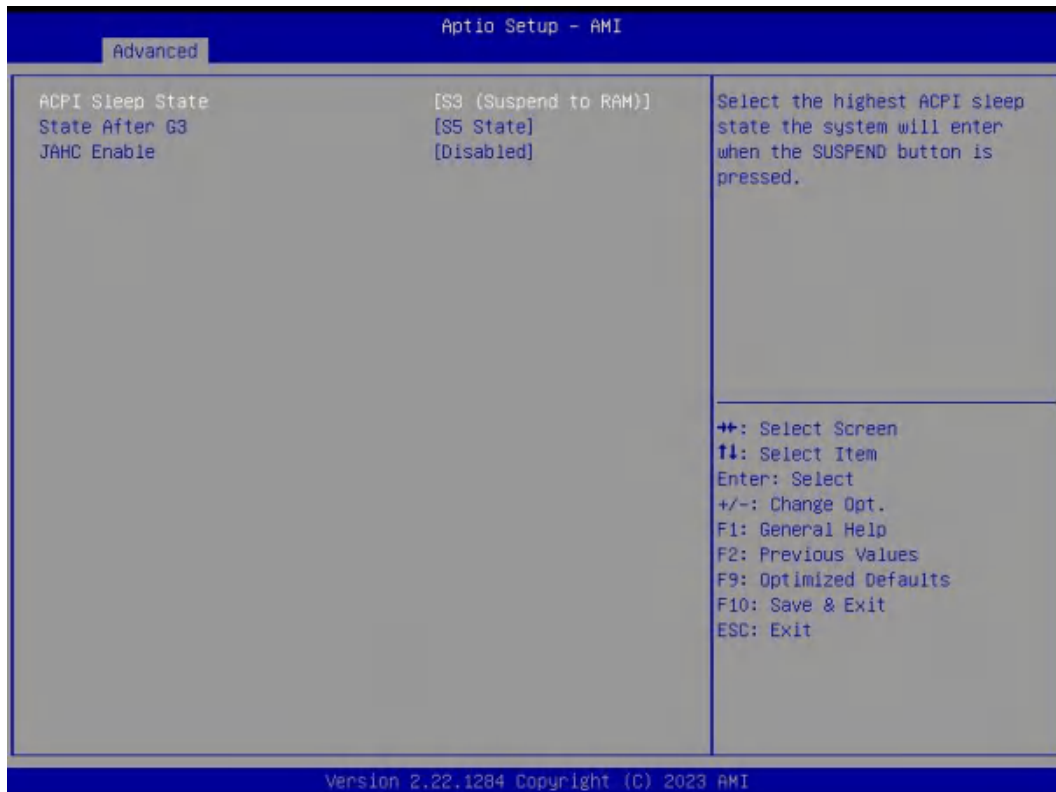 Aptio Setup - AMI
Advanced
ACPI Sleep State [S3 (Suspend to RAM)]
State After G3 [S5 State]
JAHC Enable [Disabled]
Select the highest ACPI sleep
state the system will enter
when the SUSPEND button is
pressed.
→←: Select Screen
↑↓: Select Item
Enter: Select
+/-: Change Opt.
F1: General Help
F2: Previous Values
F9: Optimized Defaults
F10: Save & Exit
ESC: Exit
Version 2.22.1284 Copyright (C) 2023 AMI